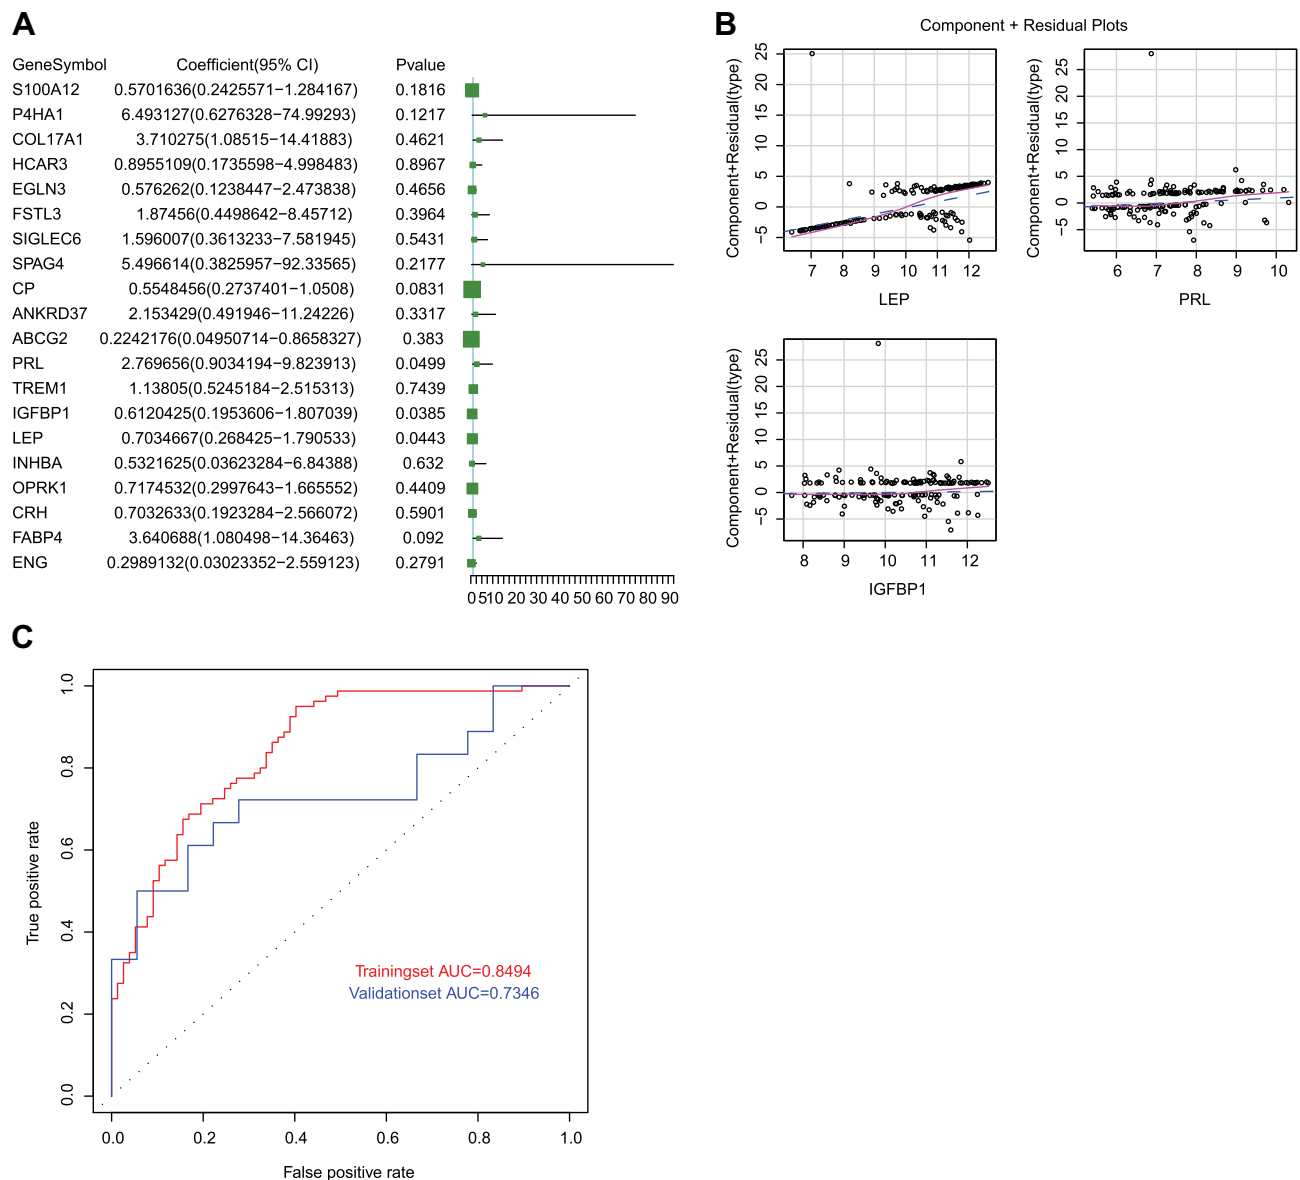 A
GeneSymbol Coefficient(95% CI) Pvalue
S100A12 0.5701636(0.2425571−1.284167) 0.1816
P4HA1 6.493127(0.6276328−74.99293) 0.1217
COL17A1 3.710275(1.08515−14.41883) 0.4621
HCAR3 0.8955109(0.1735598−4.998483) 0.8967
EGLN3 0.576262(0.1238447−2.473838) 0.4656
FSTL3 1.87456(0.4498642−8.45712) 0.3964
SIGLEC6 1.596007(0.3613233−7.581945) 0.5431
SPAG4 5.496614(0.3825957−92.33565) 0.2177
CP 0.5548456(0.2737401−1.0508) 0.0831
ANKRD37 2.153429(0.491946−11.24226) 0.3317
ABCG2 0.2242176(0.04950714−0.8658327) 0.383
PRL 2.769656(0.9034194−9.823913) 0.0499
TREM1 1.13805(0.5245184−2.515313) 0.7439
IGFBP1 0.6120425(0.1953606−1.807039) 0.0385
LEP 0.7034667(0.268425−1.790533) 0.0443
INHBA 0.5321625(0.03623284−6.84388) 0.632
OPRK1 0.7174532(0.2997643−1.665552) 0.4409
CRH 0.7032633(0.1923284−2.566072) 0.5901
FABP4 3.640688(1.080498−14.36463) 0.092
ENG 0.2989132(0.03023352−2.559123) 0.2791
0 5 10 20 30 40 50 60 70 80 90
B
Component + Residual Plots
Component+Residual(type)
25
20
15
10
5
0
−5
7 8 9 10 11 12
LEP
Component+Residual(type)
25
20
15
10
5
0
−5
6 7 8 9 10
PRL
Component+Residual(type)
25
20
15
10
5
0
−5
8 9 10 11 12
IGFBP1
C
True positive rate
1.0
0.8
0.6
0.4
0.2
0.0
Trainingset AUC=0.8494
Validationset AUC=0.7346
0.0 0.2 0.4 0.6 0.8 1.0
False positive rate